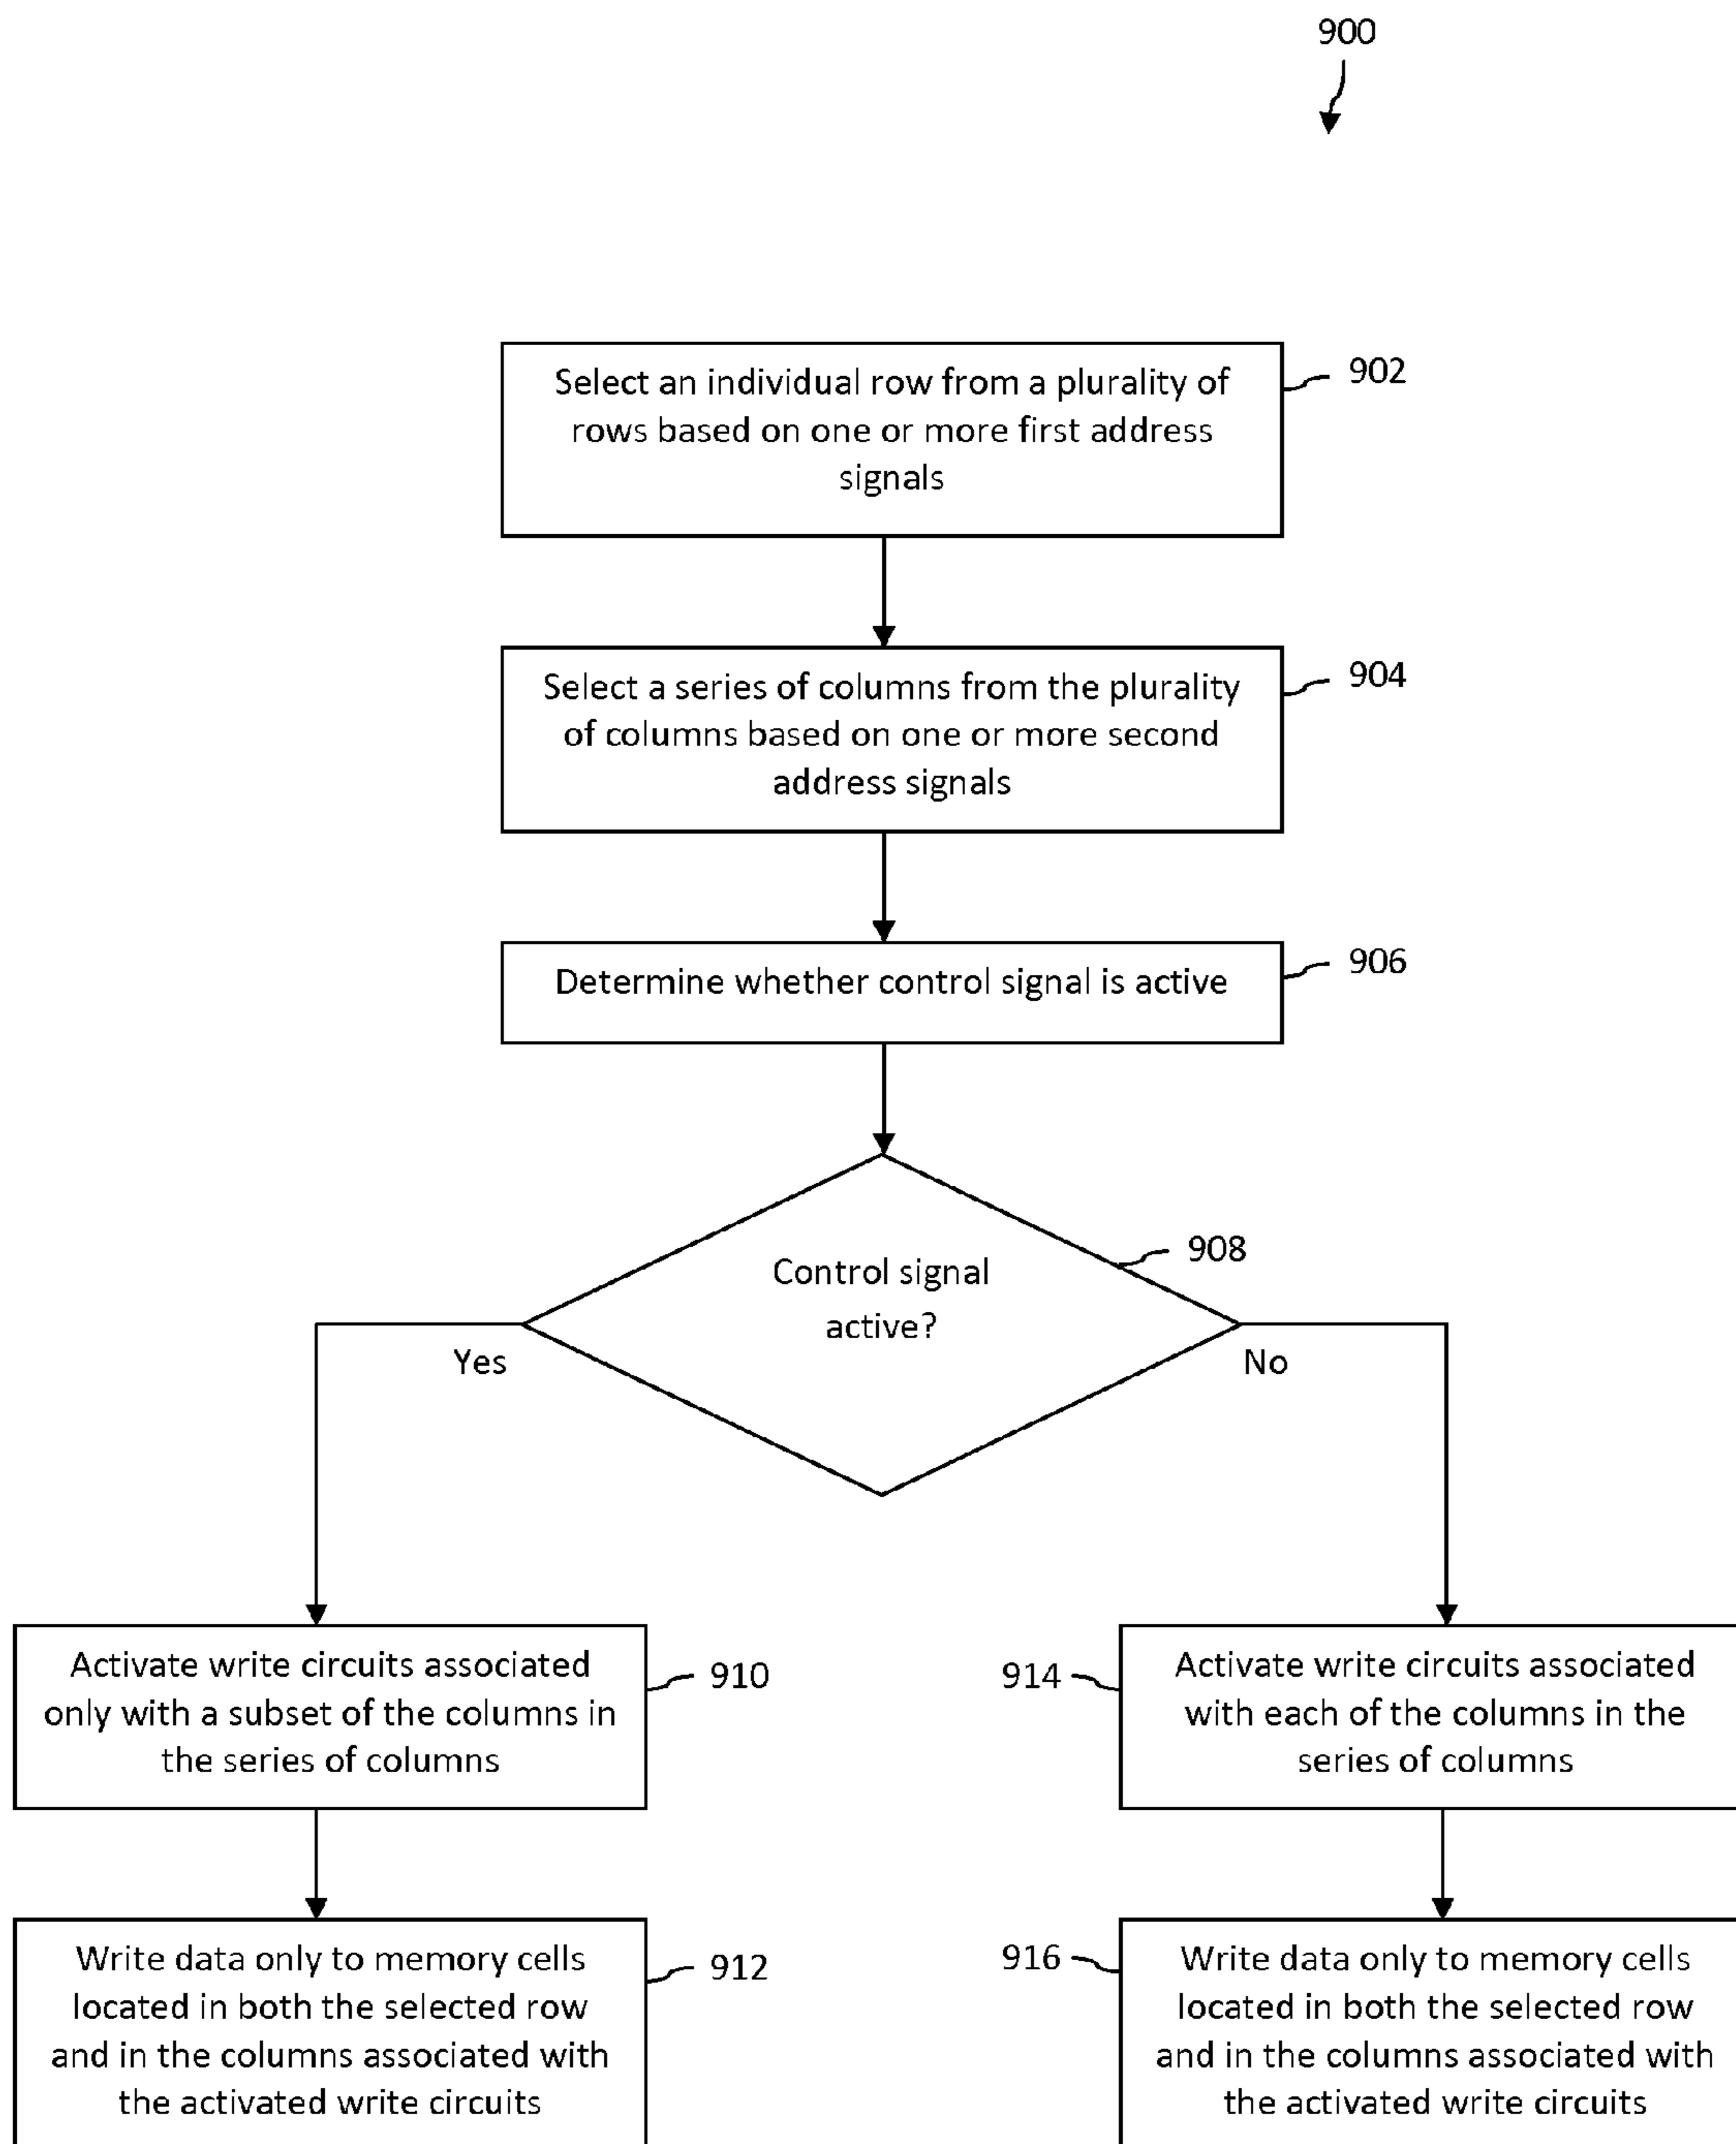 900
Select an individual row from a plurality of
rows based on one or more first address
signals
902
Select a series of columns from the plurality
of columns based on one or more second
address signals
904
Determine whether control signal is active
906
Control signal
active?
908
Yes
No
Activate write circuits associated
only with a subset of the columns in
the series of columns
910
914
Activate write circuits associated
with each of the columns in the
series of columns
Write data only to memory cells
located in both the selected row
and in the columns associated with
the activated write circuits
912
916
Write data only to memory cells
located in both the selected row
and in the columns associated with
the activated write circuits